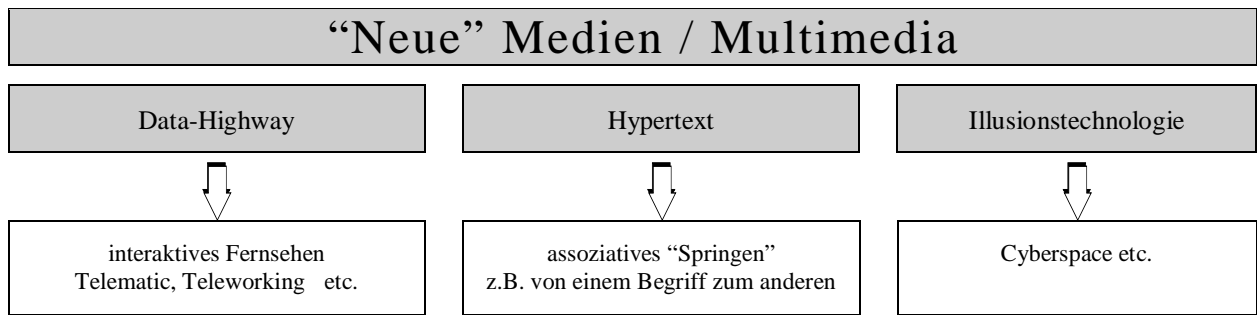 “Neue” Medien / Multimedia
Data-Highway
Hypertext
Illusionstechnologie
interaktives Fernsehen
Telematic, Teleworking etc.
assoziatives “Springen”
z.B. von einem Begriff zum anderen
Cyberspace etc.